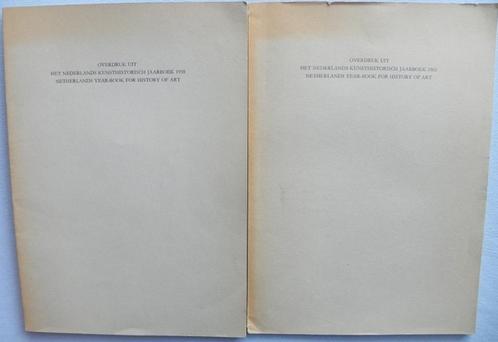 OVERDRUK UIT
HET NEDERLANDS KUNSTHISTORISCH JAARBOEK
NETHERLANDS YEAR-BOOK FOR HISTORY OF ART
OVERDRUK UIT
HET NEDERLANDS KUNSTHISTORISCH JAARBOEK
NETHERLANDS YEAR-BOOK FOR HISTORY OF ART